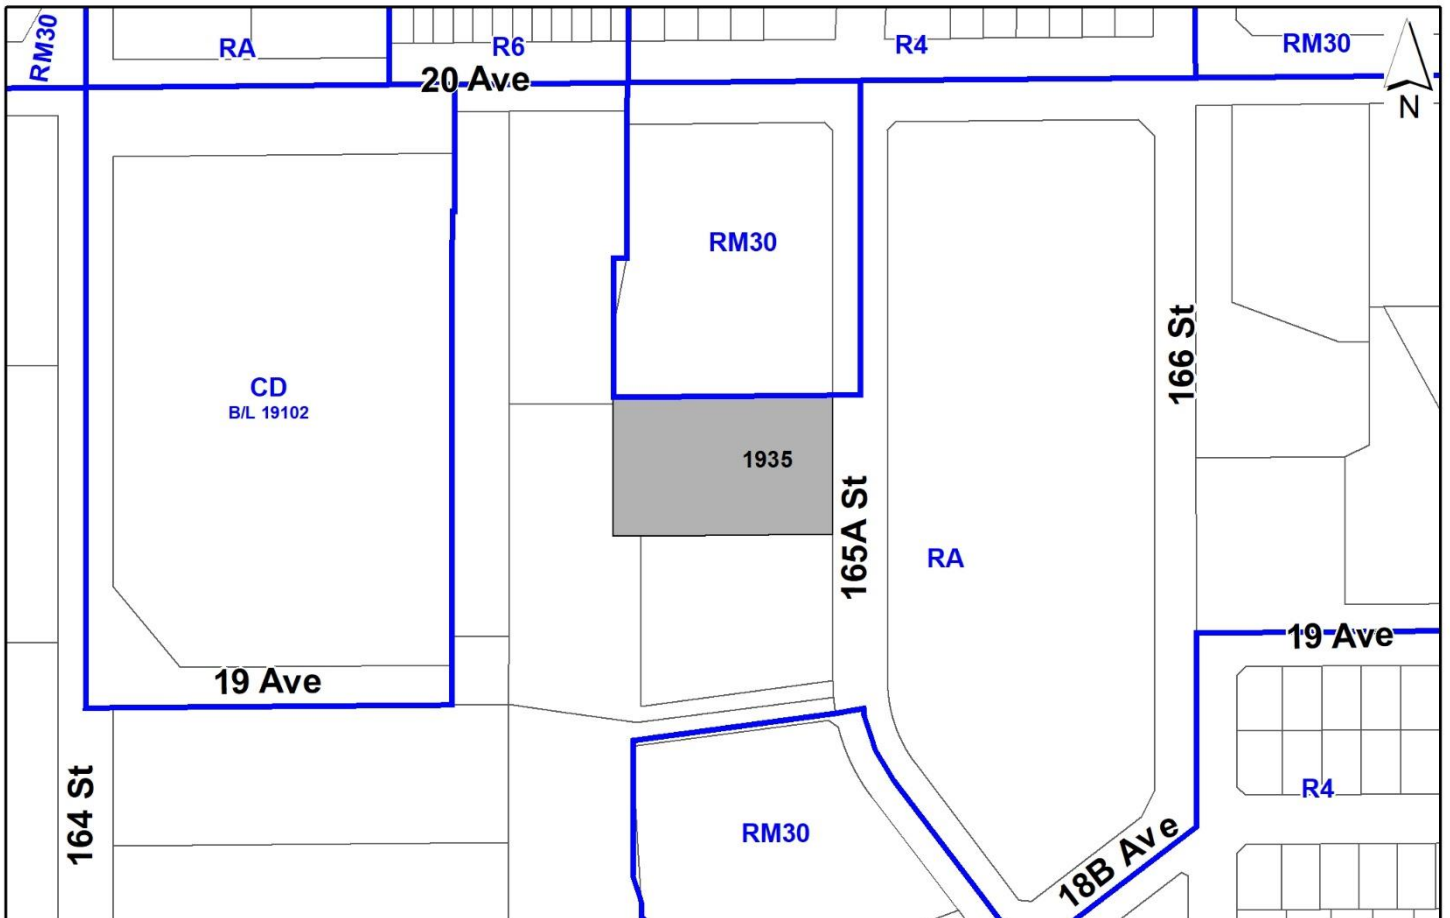 RM30
RA
R6
R4
RM30
20 Ave
N
RM30
166 St
CD
B/L 19102
1935
165A St
RA
19 Ave
19 Ave
164 St
R4
RM30
18B Ave